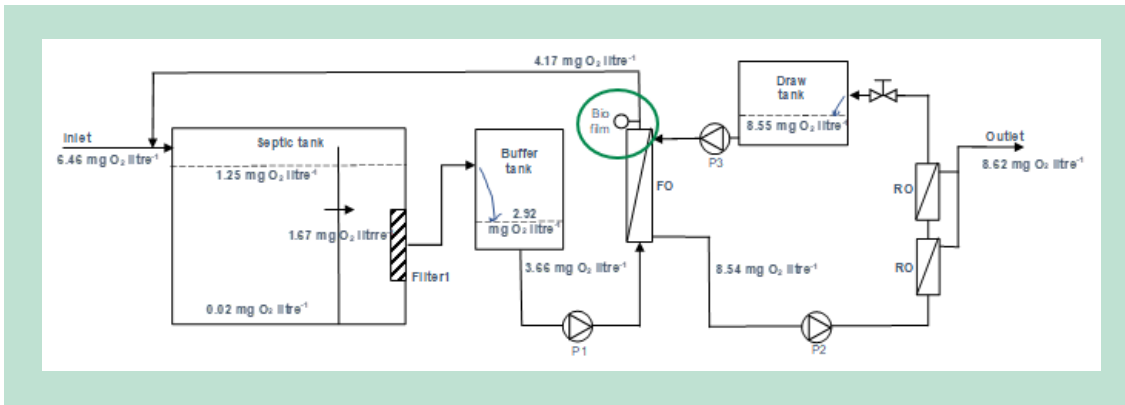 4.17 mg O₂ litre⁻¹
Inlet
6.46 mg O₂ litre⁻¹
Septic tank
1.25 mg O₂ litre⁻¹
1.67 mg O₂ litrre⁻¹
0.02 mg O₂ litre⁻¹
Filter1
Buffer
tank
2.92
mg O₂ litre⁻¹
3.66 mg O₂ litre⁻¹
P1
Bio
film
FO
P3
Draw
tank
8.55 mg O₂ litre⁻¹
8.54 mg O₂ litre⁻¹
P2
RO
RO
Outlet
8.62 mg O₂ litre⁻¹